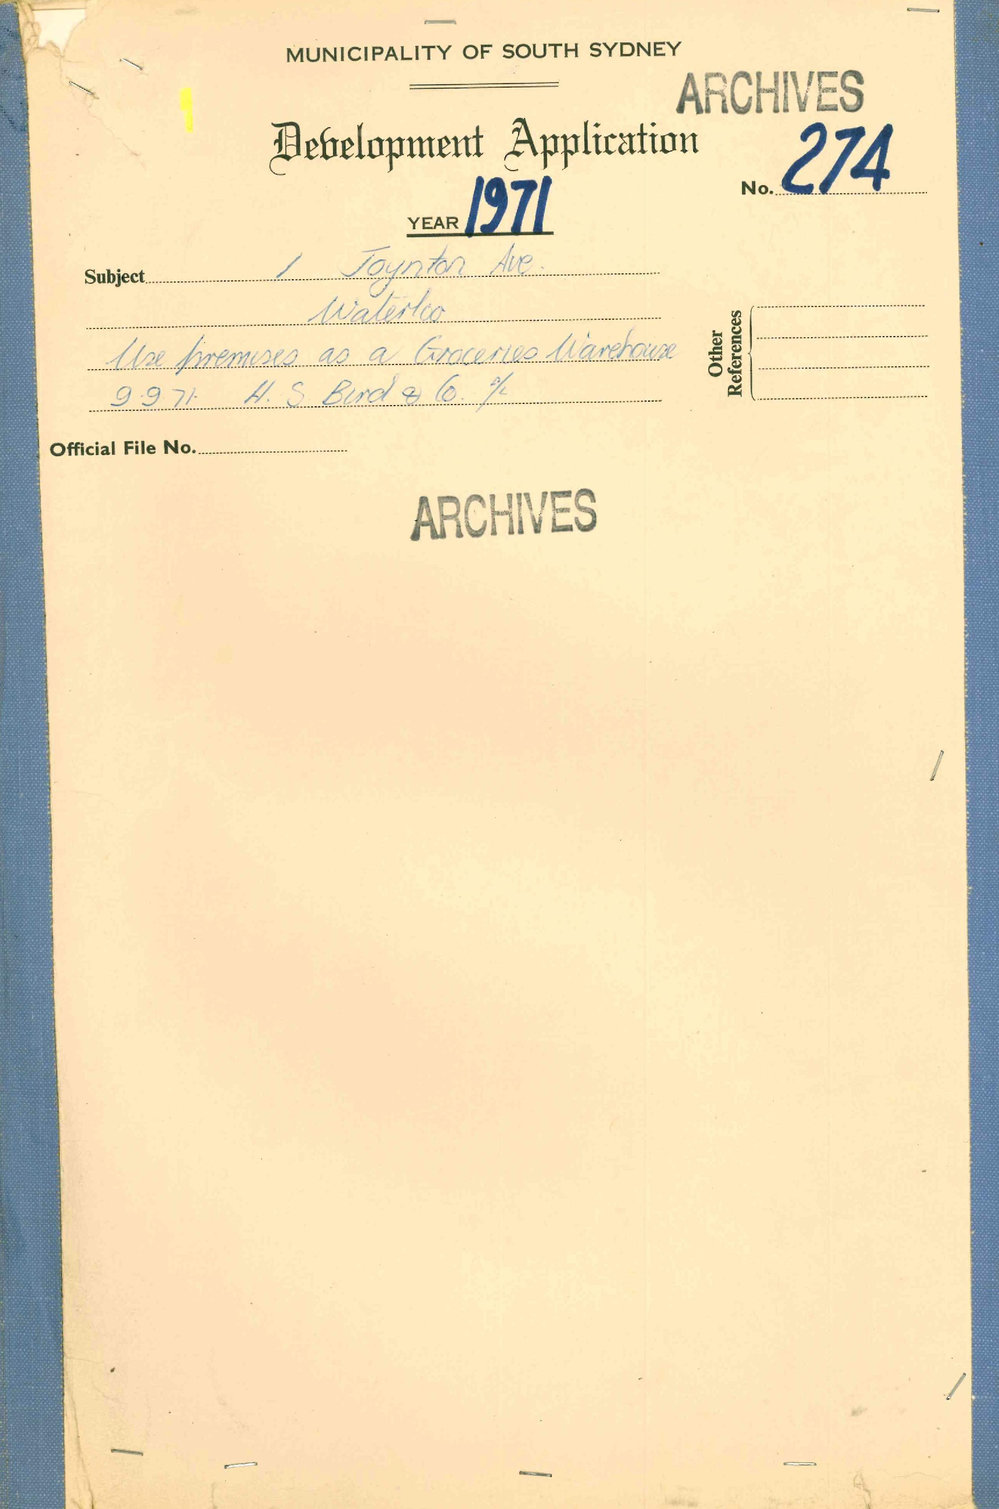 MUNICIPALITY OF SOUTH SYDNEY
ARCHIVES
Development Application
No. 274
YEAR 1971
Subject 1 Joynton Ave.
Waterloo
Use premises as a Groceries Warehouse
9.9.71. H. S. Bird & Co. P/L
Other References
Official File No.
ARCHIVES